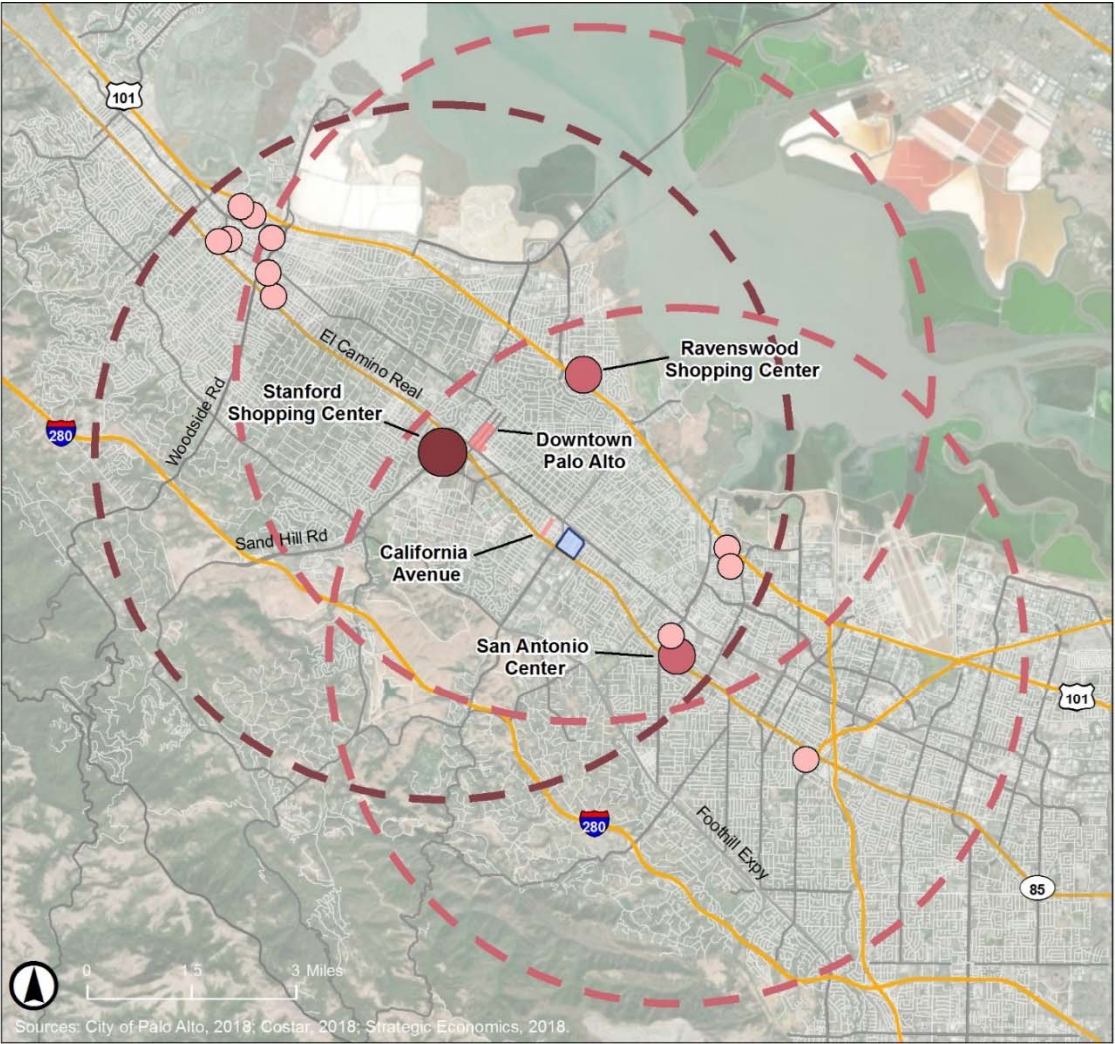 101
El Camino Real
Ravenswood
Shopping Center
Stanford
Shopping Center
Woodside Rd
280
Downtown
Palo Alto
Sand Hill Rd
California
Avenue
San Antonio
Center
101
280
Foothill Expy
85
0 1.5 3 Miles
Sources: City of Palo Alto, 2018; Costar, 2018; Strategic Economics, 2018.